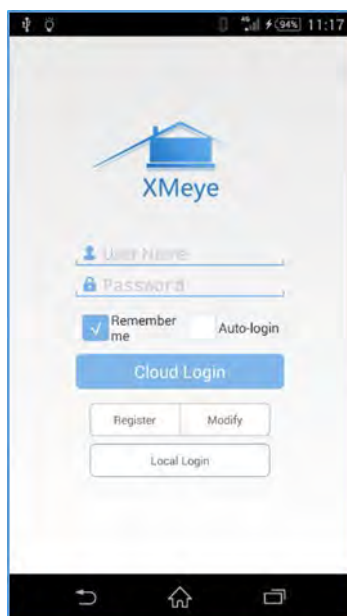 94% 11:17
XMeye
User Name
Password
Remember me
Auto-login
Cloud Login
Register Modify
Local Login